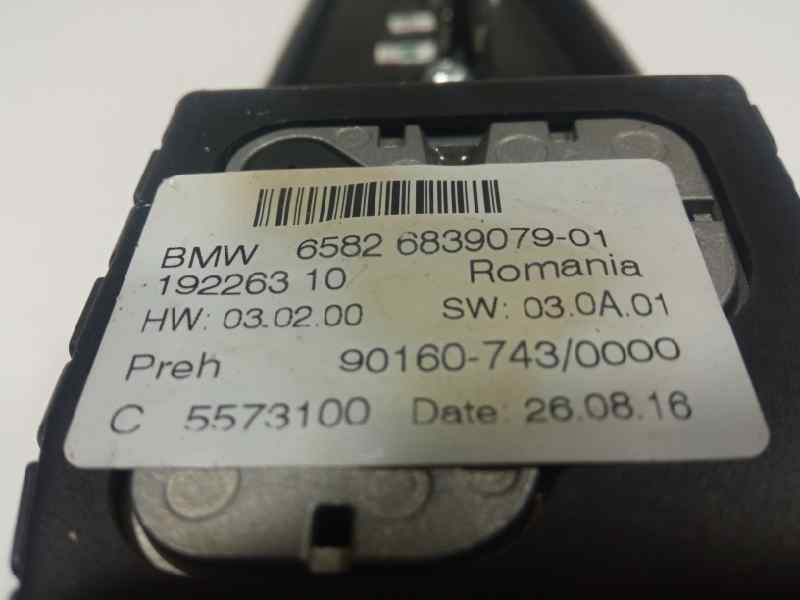 BMW 6582 6839079-01
192263 10 Romania
HW: 03.02.00 SW: 03.0A.01
Preh 90160-743/0000
C 5573100 Date: 26.08.16